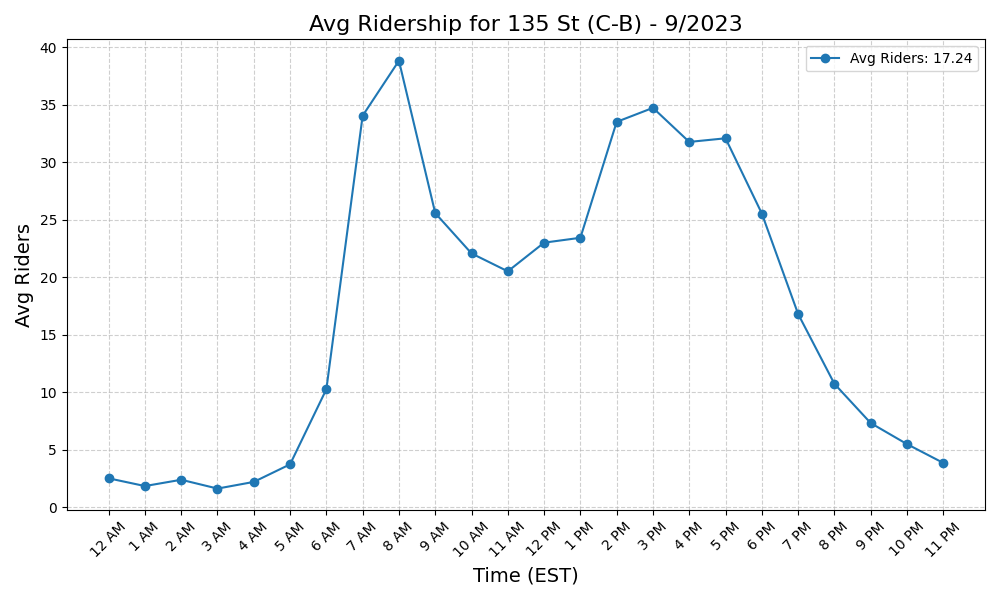 Avg Ridership for 135 St (C-B) - 9/2023
Avg Riders: 17.24
Avg Riders
40
35
30
25
20
15
10
5
0
12 AM
1 AM
2 AM
3 AM
4 AM
5 AM
6 AM
7 AM
8 AM
9 AM
10 AM
11 AM
12 PM
1 PM
2 PM
3 PM
4 PM
5 PM
6 PM
7 PM
8 PM
9 PM
10 PM
11 PM
Time (EST)